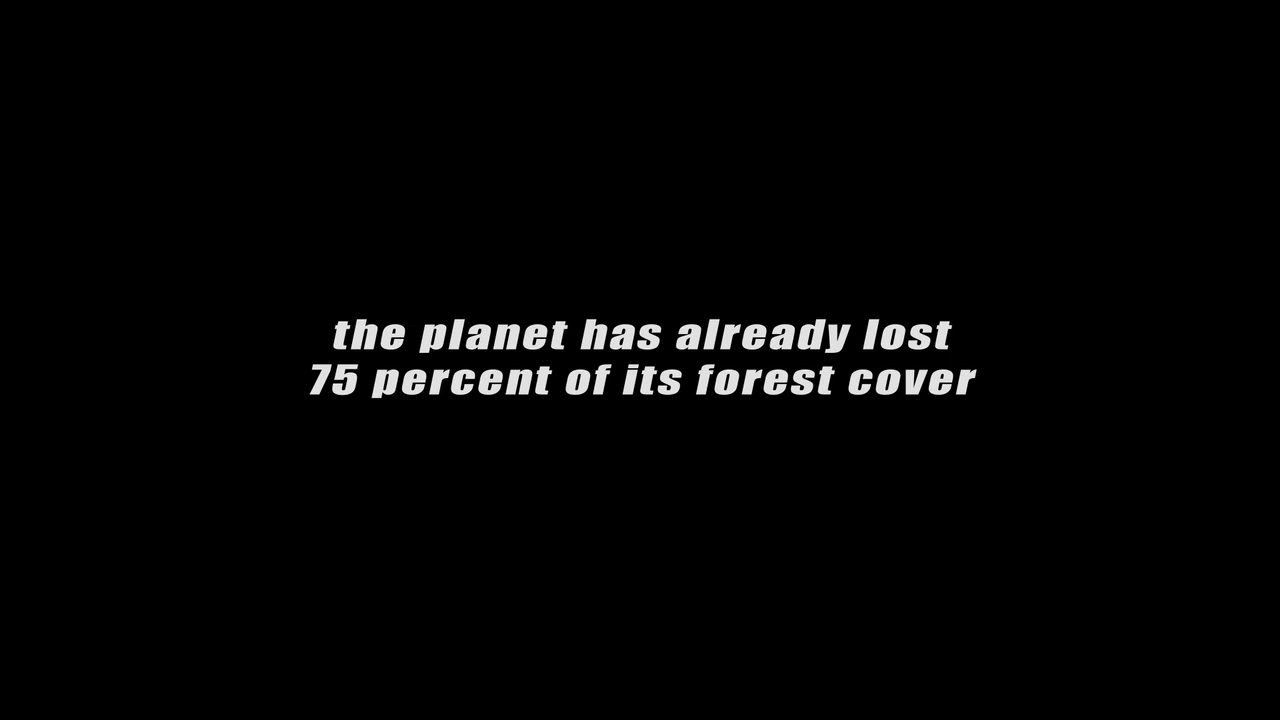 the planet has already lost
75 percent of its forest cover